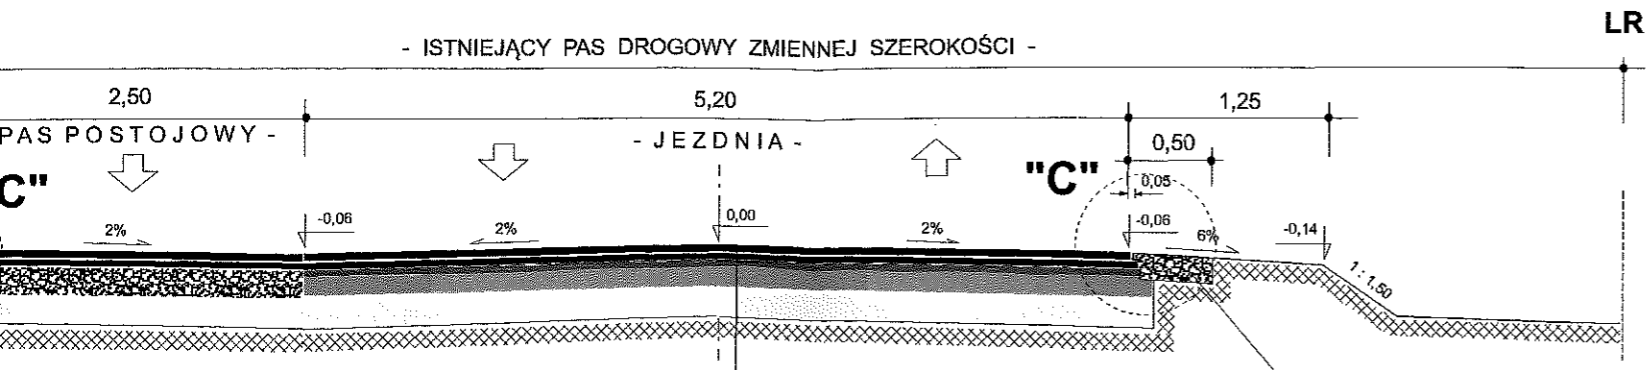 LR
- ISTNIEJĄCY PAS DROGOWY ZMIENNEJ SZEROKOŚCI -
2,50
5,20
1,25
PAS POSTOJOWY -
- JEZDNIA -
0,50
C"
"C"
0,05
-0,06
0,00
-0,06
2%
2%
2%
6%
-0,14
1 : 1,50